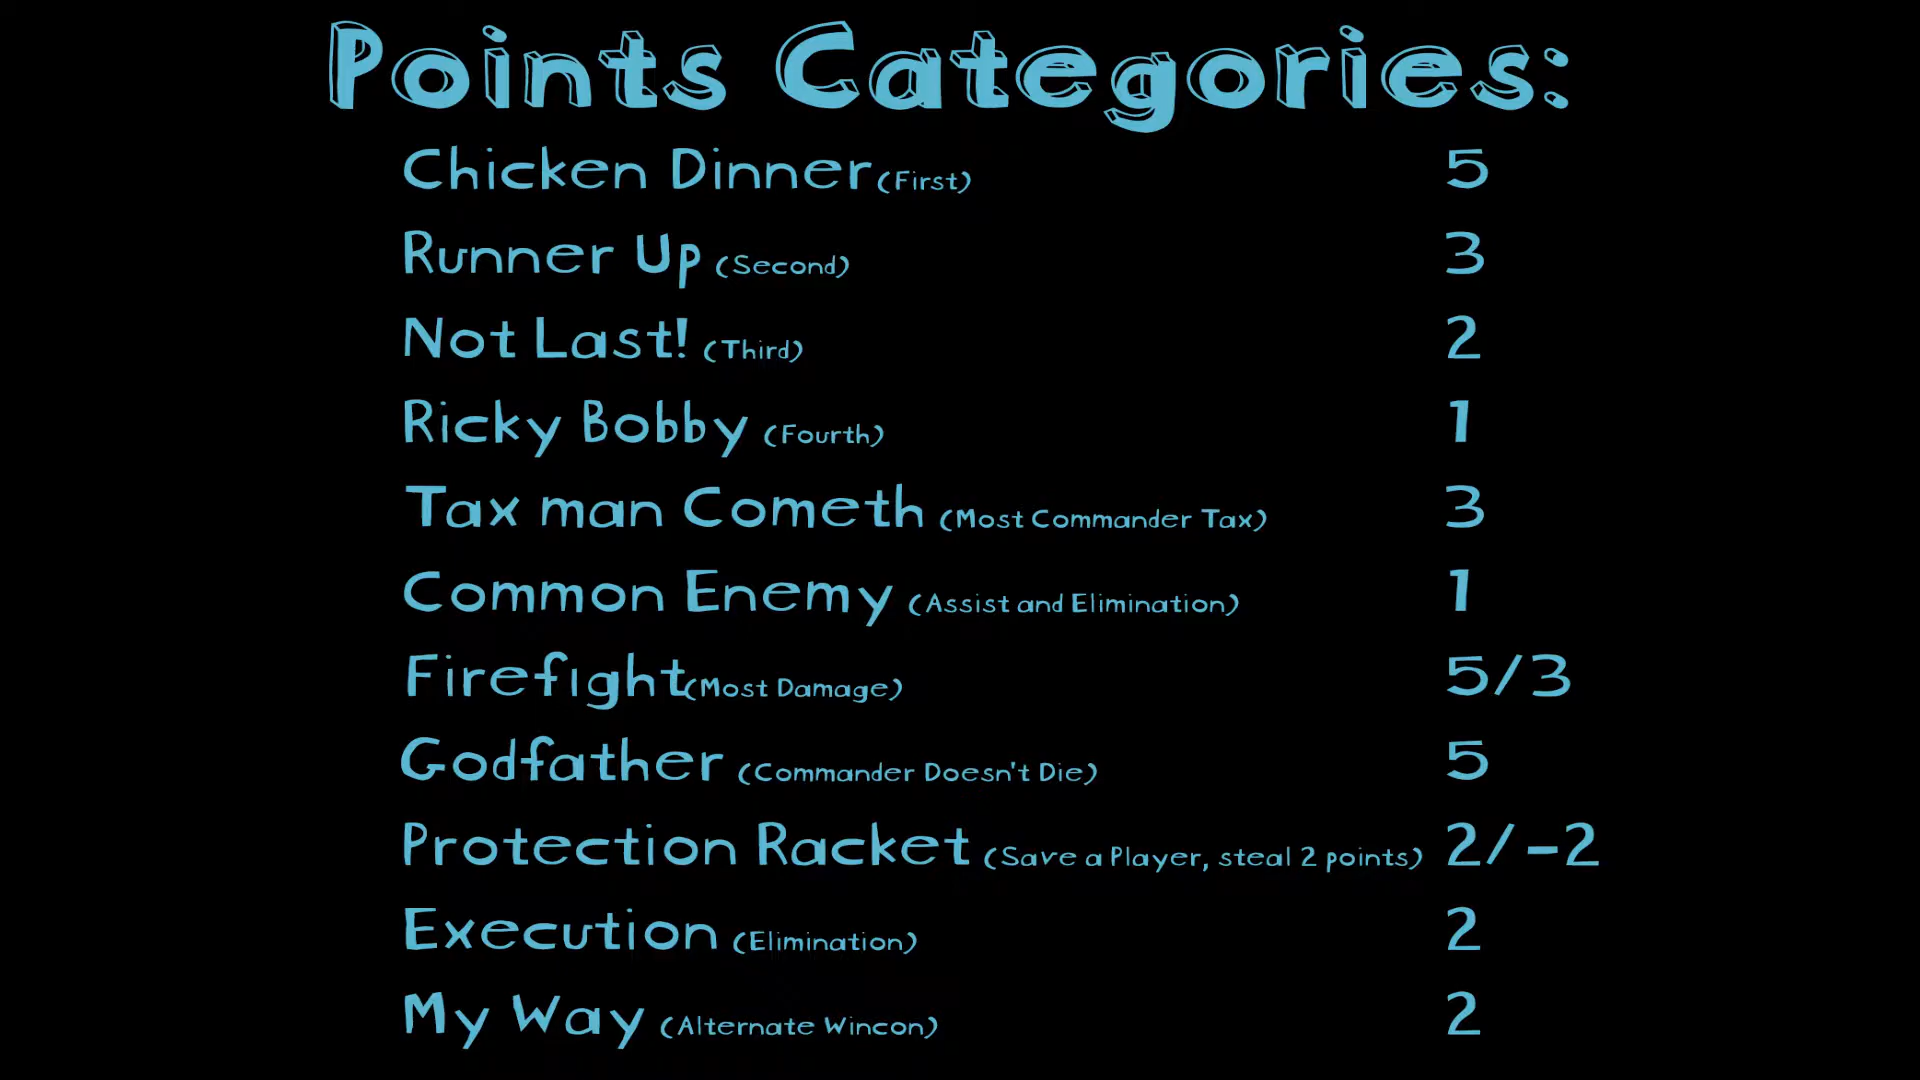 Points Categories:
Chicken Dinner (First) 5
Runner Up (Second) 3
Not Last! (Third) 2
Ricky Bobby (Fourth) 1
Tax man Cometh (Most Commander Tax) 3
Common Enemy (Assist and Elimination) 1
Firefight (Most Damage) 5/3
Godfather (Commander Doesn't Die) 5
Protection Racket (Save a Player, steal 2 points) 2/-2
Execution (Elimination) 2
My Way (Alternate Wincon) 2